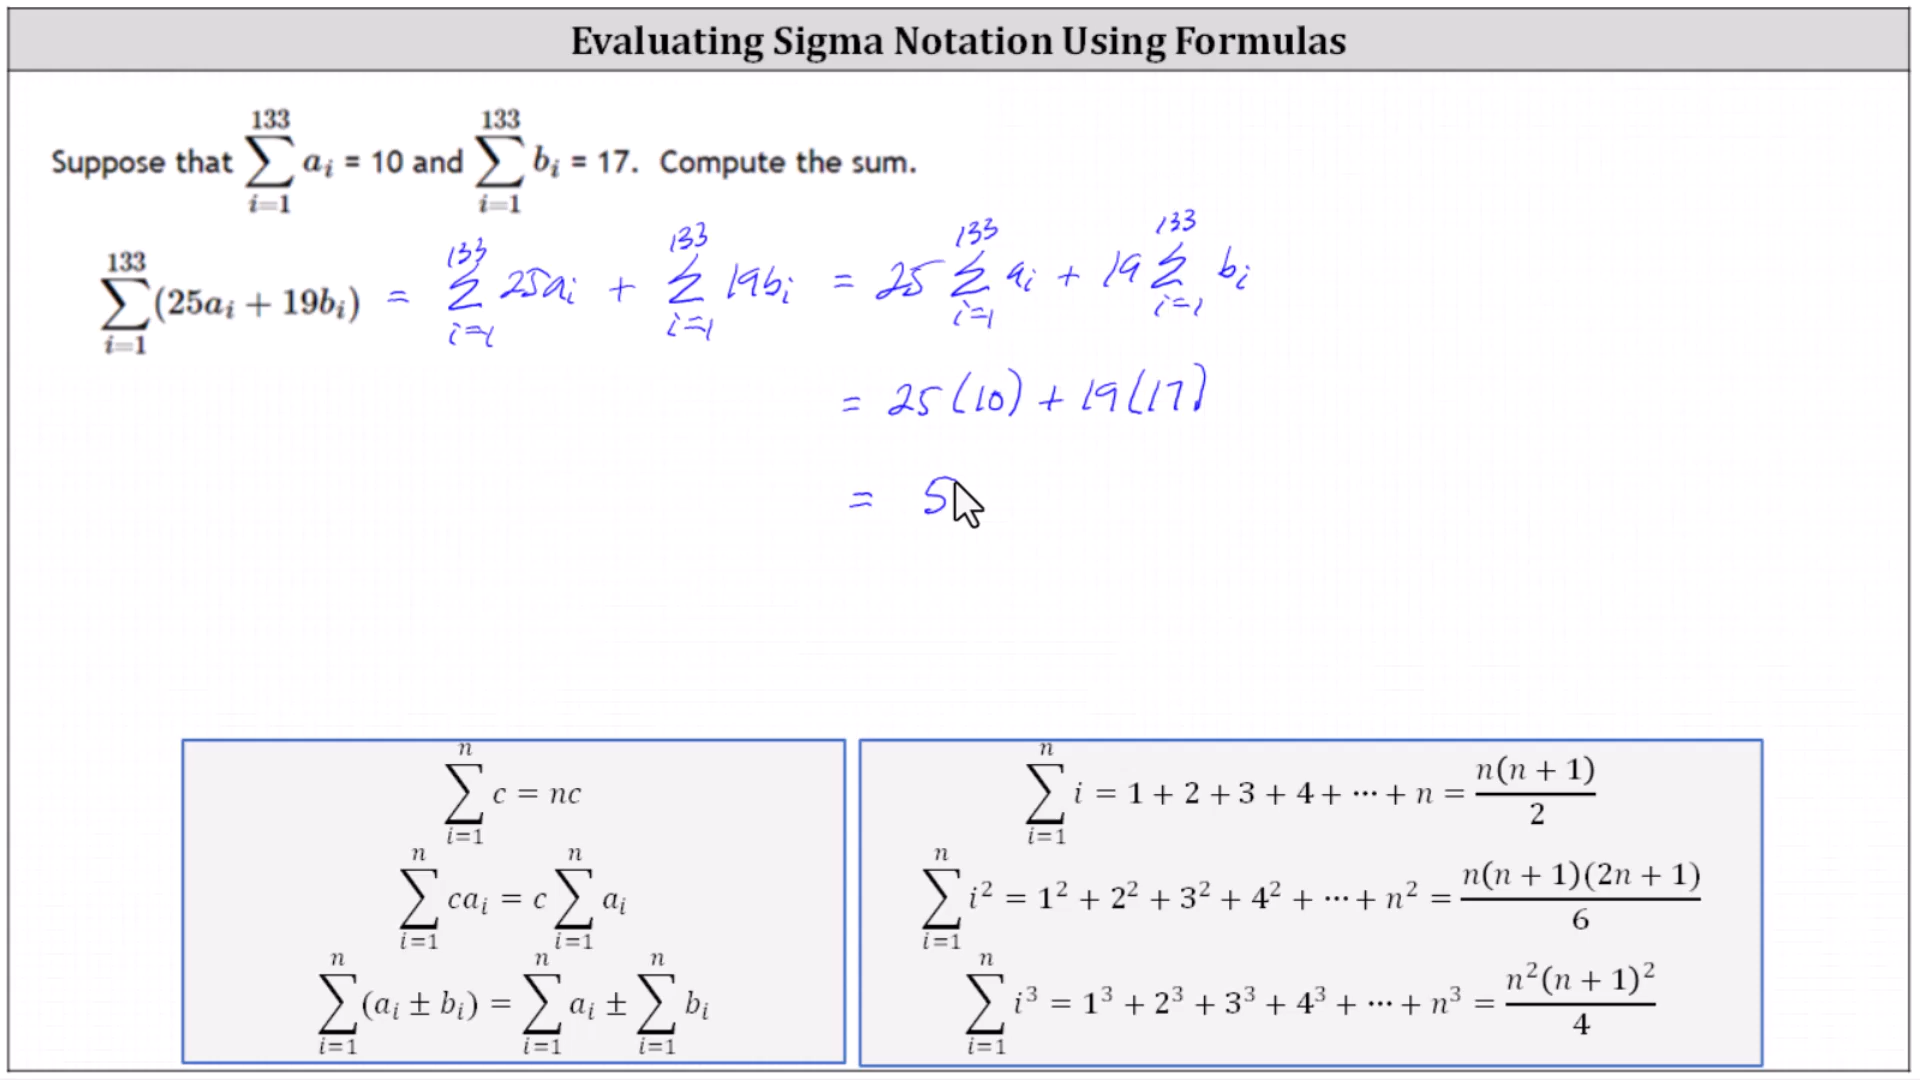 Evaluating Sigma Notation Using Formulas
Suppose that ∑_{i=1}^{133} a_i = 10 and ∑_{i=1}^{133} b_i = 17. Compute the sum.
∑_{i=1}^{133} (25a_i + 19b_i) = ∑_{i=1}^{133} 25a_i + ∑_{i=1}^{133} 19b_i = 25 ∑_{i=1}^{133} a_i + 19 ∑_{i=1}^{133} b_i
= 25(10) + 19(17)
= 5
∑_{i=1}^{n} c = nc
∑_{i=1}^{n} ca_i = c ∑_{i=1}^{n} a_i
∑_{i=1}^{n} (a_i ± b_i) = ∑_{i=1}^{n} a_i ± ∑_{i=1}^{n} b_i
∑_{i=1}^{n} i = 1 + 2 + 3 + 4 + ⋯ + n = n(n + 1)/2
∑_{i=1}^{n} i² = 1² + 2² + 3² + 4² + ⋯ + n² = n(n + 1)(2n + 1)/6
∑_{i=1}^{n} i³ = 1³ + 2³ + 3³ + 4³ + ⋯ + n³ = n²(n + 1)²/4